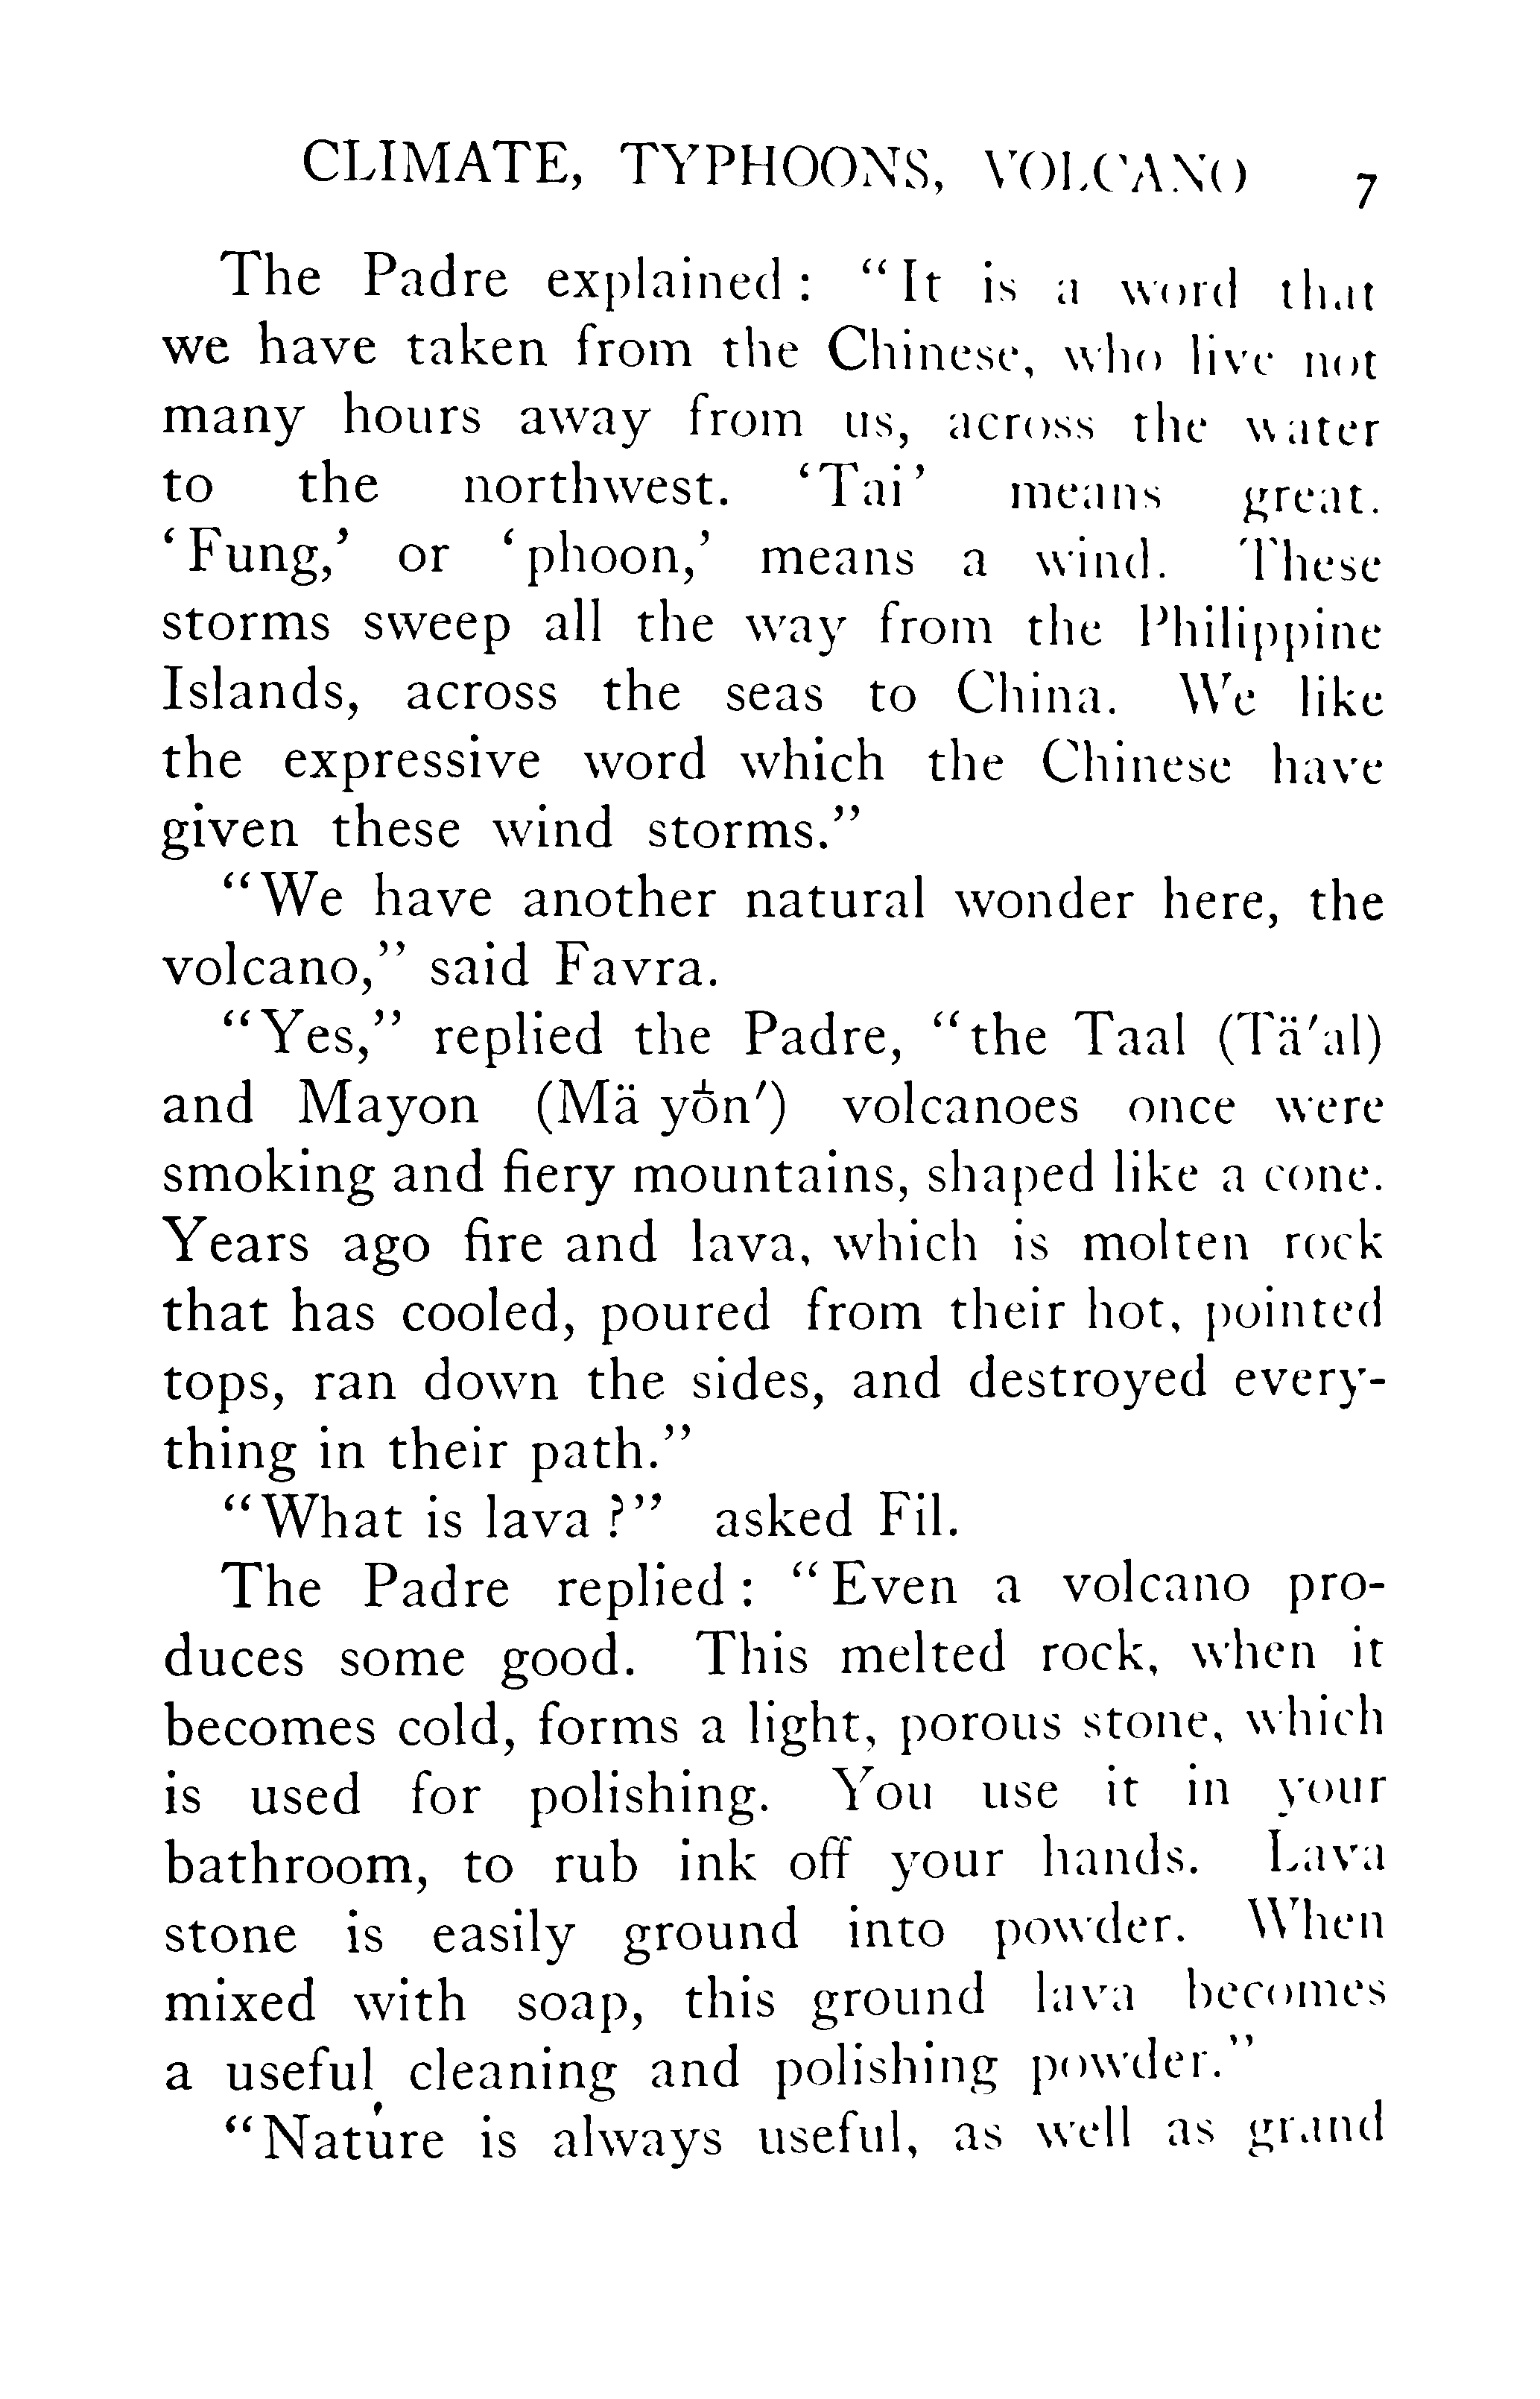 CLIMATE, TYPHOONS, VOLCANO 7
The Padre explained: "It is a word that
we have taken from the Chinese, who live not
many hours away from us, across the water
to the northwest. 'Tai' means great.
'Fung,' or 'phoon,' means a wind. These
storms sweep all the way from the Philippine
Islands, across the seas to China. We like
the expressive word which the Chinese have
given these wind storms."
"We have another natural wonder here, the
volcano," said Favra.
"Yes," replied the Padre, "the Taal (Tä'al)
and Mayon (Mä yȯ̈n') volcanoes once were
smoking and fiery mountains, shaped like a cone.
Years ago fire and lava, which is molten rock
that has cooled, poured from their hot, pointed
tops, ran down the sides, and destroyed every-
thing in their path."
"What is lava?" asked Fil.
The Padre replied: "Even a volcano pro-
duces some good. This melted rock, when it
becomes cold, forms a light, porous stone, which
is used for polishing. You use it in your
bathroom, to rub ink off your hands. Lava
stone is easily ground into powder. When
mixed with soap, this ground lava becomes
a useful cleaning and polishing powder."
"Nature is always useful, as well as grand